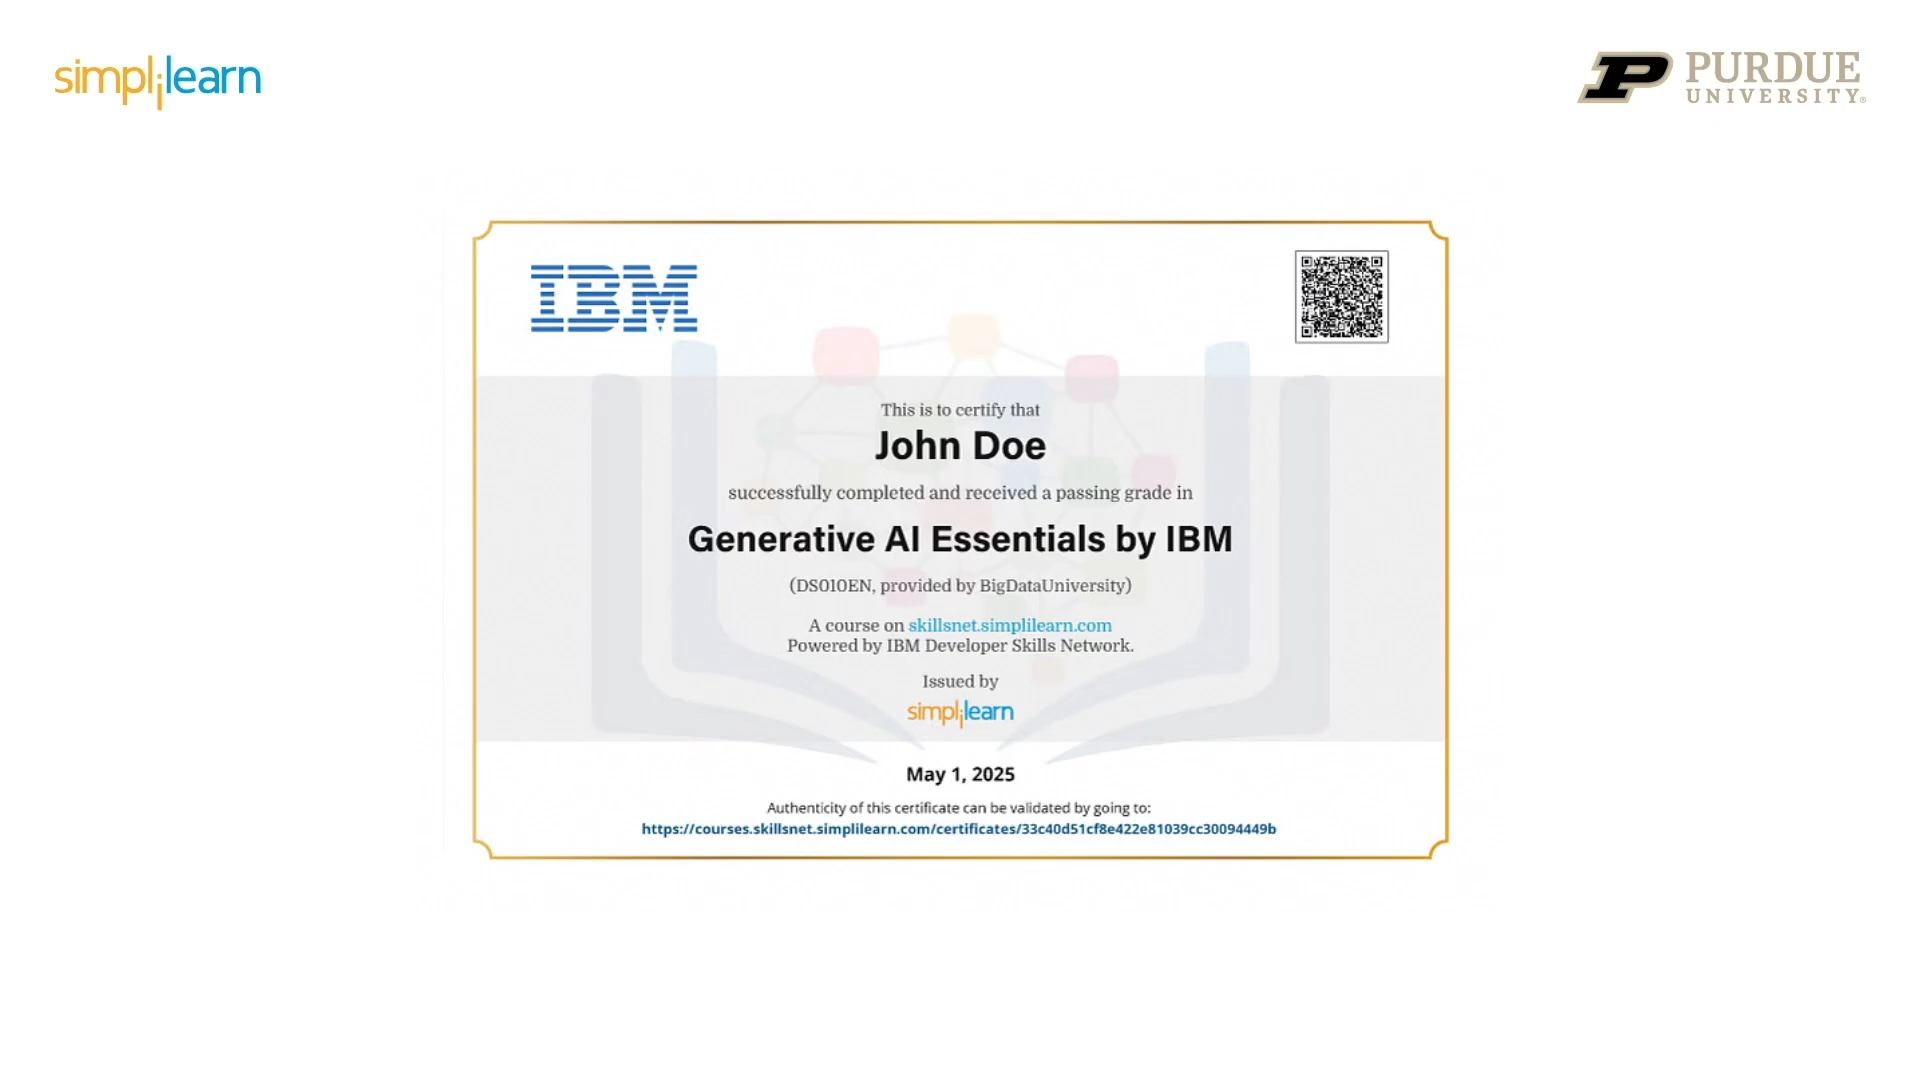 simplilearn
PURDUE
UNIVERSITY®
IBM
This is to certify that
John Doe
successfully completed and received a passing grade in
Generative AI Essentials by IBM
(DS010EN, provided by BigDataUniversity)
A course on skillsnet.simplilearn.com
Powered by IBM Developer Skills Network.
Issued by
simplilearn
May 1, 2025
Authenticity of this certificate can be validated by going to:
https://courses.skillsnet.simplilearn.com/certificates/33c40d51cf8e422e81039cc30094449b